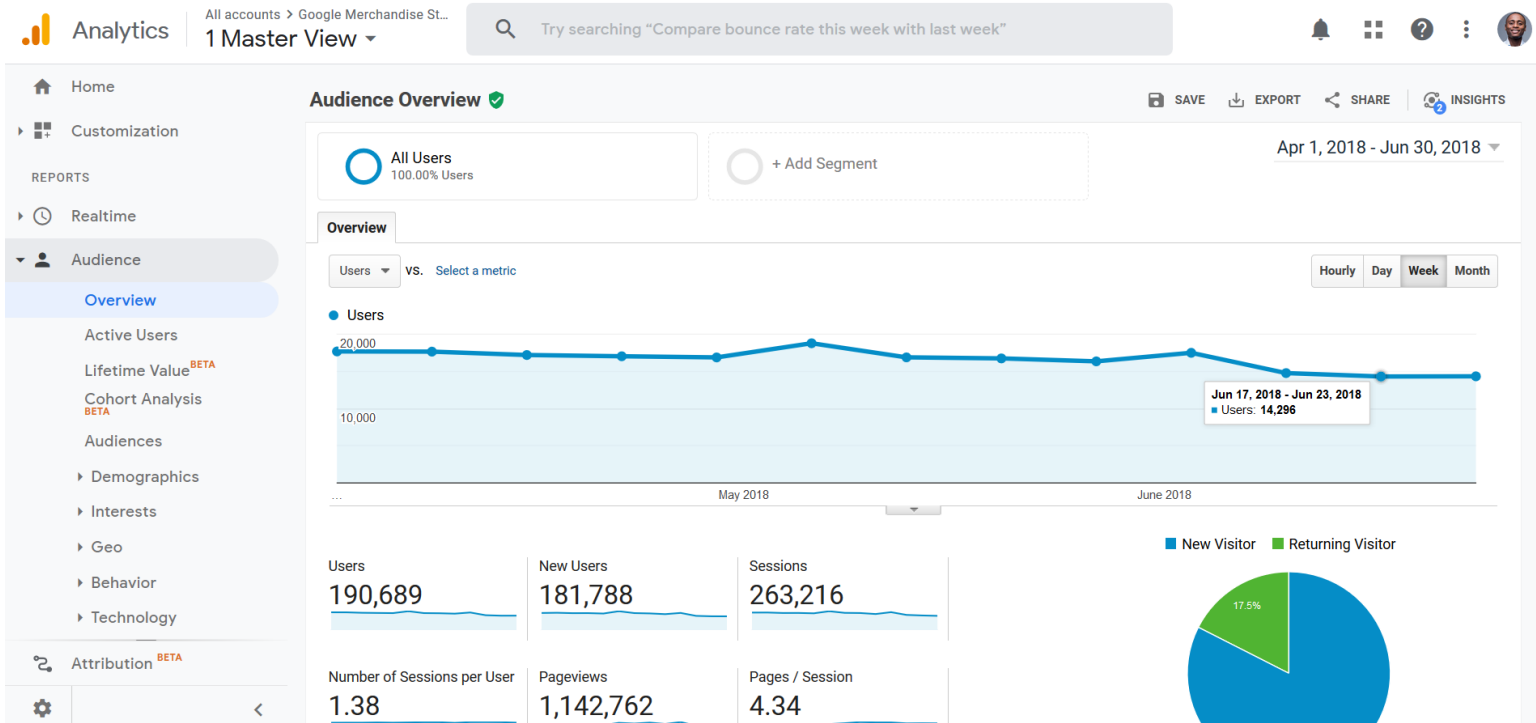 Analytics
All accounts > Google Merchandise St...
1 Master View
Try searching “Compare bounce rate this week with last week”
Home
Customization
REPORTS
Realtime
Audience
Overview
Active Users
Lifetime Value BETA
Cohort Analysis
BETA
Audiences
Demographics
Interests
Geo
Behavior
Technology
Attribution BETA
Audience Overview
SAVE
EXPORT
SHARE
2
INSIGHTS
All Users
100.00% Users
+ Add Segment
Apr 1, 2018 - Jun 30, 2018
Overview
Users
VS.
Select a metric
Hourly
Day
Week
Month
Users
20,000
10,000
Jun 17, 2018 - Jun 23, 2018
Users: 14,296
...
May 2018
June 2018
Users
190,689
New Users
181,788
Sessions
263,216
Number of Sessions per User
1.38
Pageviews
1,142,762
Pages / Session
4.34
New Visitor
Returning Visitor
17.5%